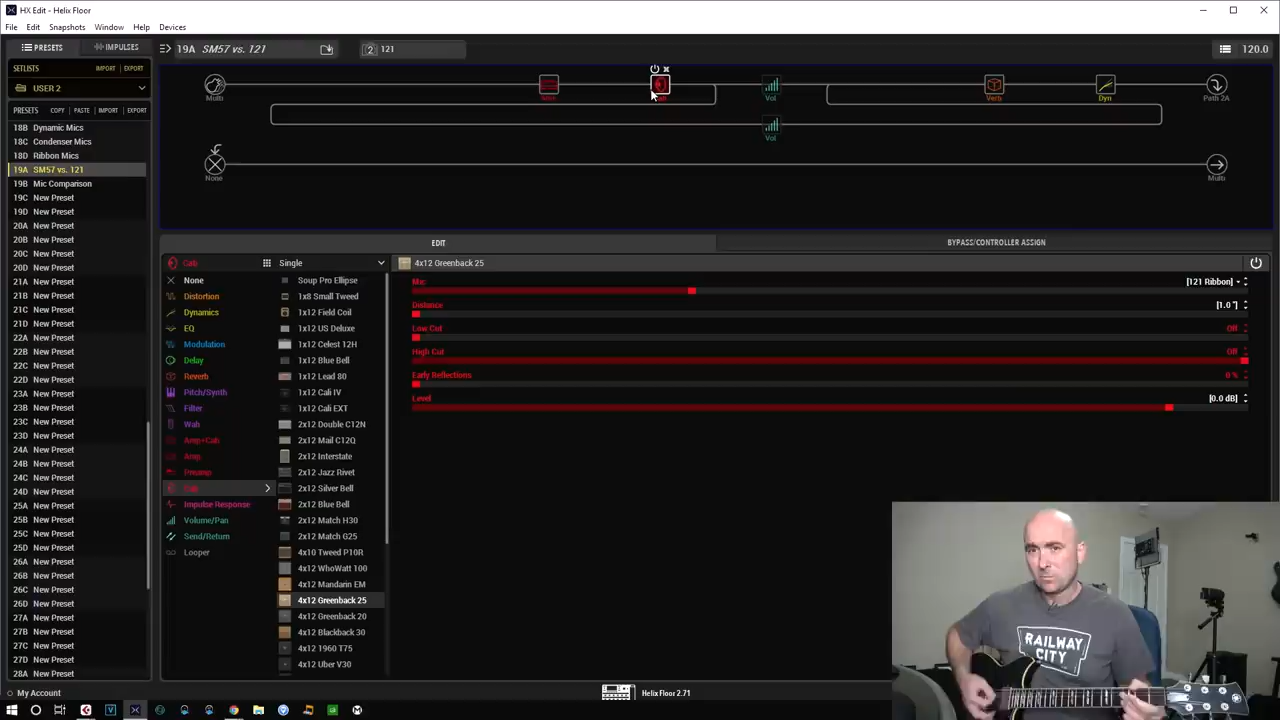 HX Edit - Helix Floor
File Edit Snapshots Window Help Devices
PRESETS IMPULSES
19A SM57 vs. 121
2 121
120.0
SETLISTS IMPORT EXPORT
USER 2
PRESETS COPY PASTE IMPORT EXPORT
18B Dynamic Mics
18C Condenser Mics
18D Ribbon Mics
19A SM57 vs. 121
19B Mic Comparison
19C New Preset
19D New Preset
20A New Preset
20B New Preset
20C New Preset
20D New Preset
21A New Preset
21B New Preset
21C New Preset
21D New Preset
22A New Preset
22B New Preset
22C New Preset
22D New Preset
23A New Preset
23B New Preset
23C New Preset
23D New Preset
24A New Preset
24B New Preset
24C New Preset
24D New Preset
25A New Preset
25B New Preset
25C New Preset
25D New Preset
26A New Preset
26B New Preset
26C New Preset
26D New Preset
27A New Preset
27B New Preset
27C New Preset
27D New Preset
28A New Preset
My Account
Multi
Vol
Verb
Dyn
Path 2A
Vol
None
Multi
EDIT
BYPASS/CONTROLLER ASSIGN
Cab
Single
4x12 Greenback 25
None
Distortion
Dynamics
EQ
Modulation
Delay
Reverb
Pitch/Synth
Filter
Wah
Amp+Cab
Amp
Preamp
Cab
Impulse Response
Volume/Pan
Send/Return
Looper
Soup Pro Ellipse
1x8 Small Tweed
1x12 Field Coil
1x12 US Deluxe
1x12 Celest 12H
1x12 Blue Bell
1x12 Lead 80
1x12 Cali IV
1x12 Cali EXT
2x12 Double C12N
2x12 Mail C12Q
2x12 Interstate
2x12 Jazz Rivet
2x12 Silver Bell
2x12 Blue Bell
2x12 Match H30
2x12 Match G25
4x10 Tweed P10R
4x12 WhoWatt 100
4x12 Mandarin EM
4x12 Greenback 25
4x12 Greenback 20
4x12 Blackback 30
4x12 1960 T75
4x12 Uber V30
Mic [121 Ribbon]
Distance [1.0 "]
Low Cut Off
High Cut Off
Early Reflections 0 %
Level [0.0 dB]
Helix Floor 2.71
RAILWAY
CITY